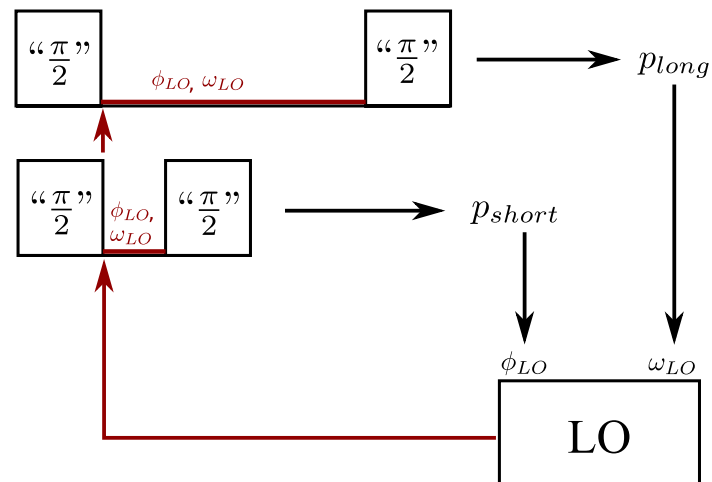 “π/2” ϕ_LO, ω_LO “π/2” p_long
“π/2” ϕ_LO, “π/2” p_short
ω_LO
ϕ_LO ω_LO
LO